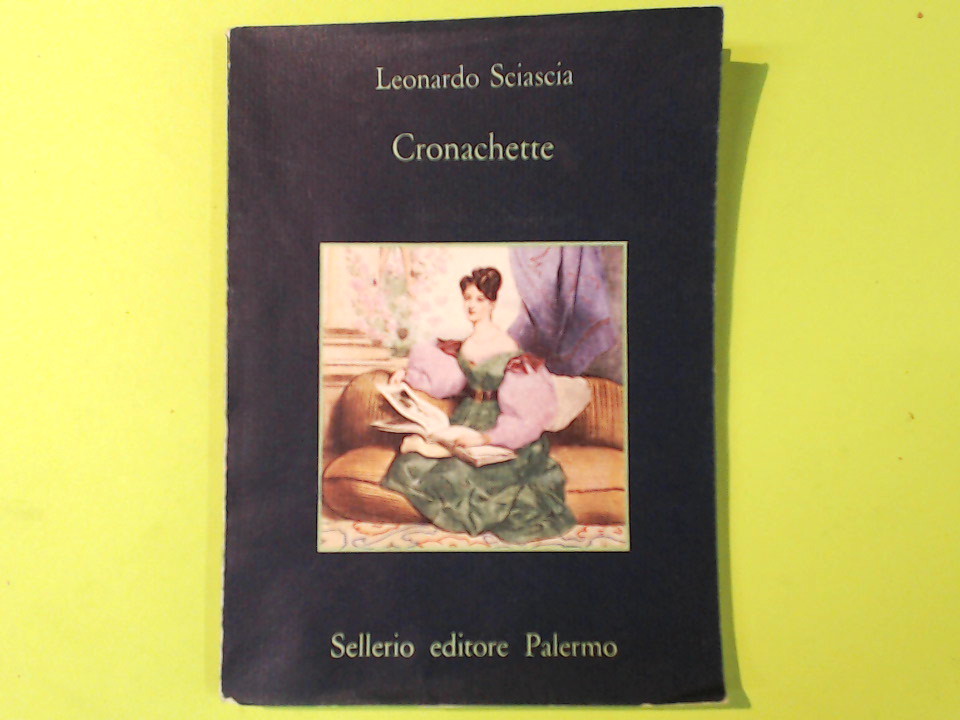 Leonardo Sciascia
Cronachette
Sellerio editore Palermo